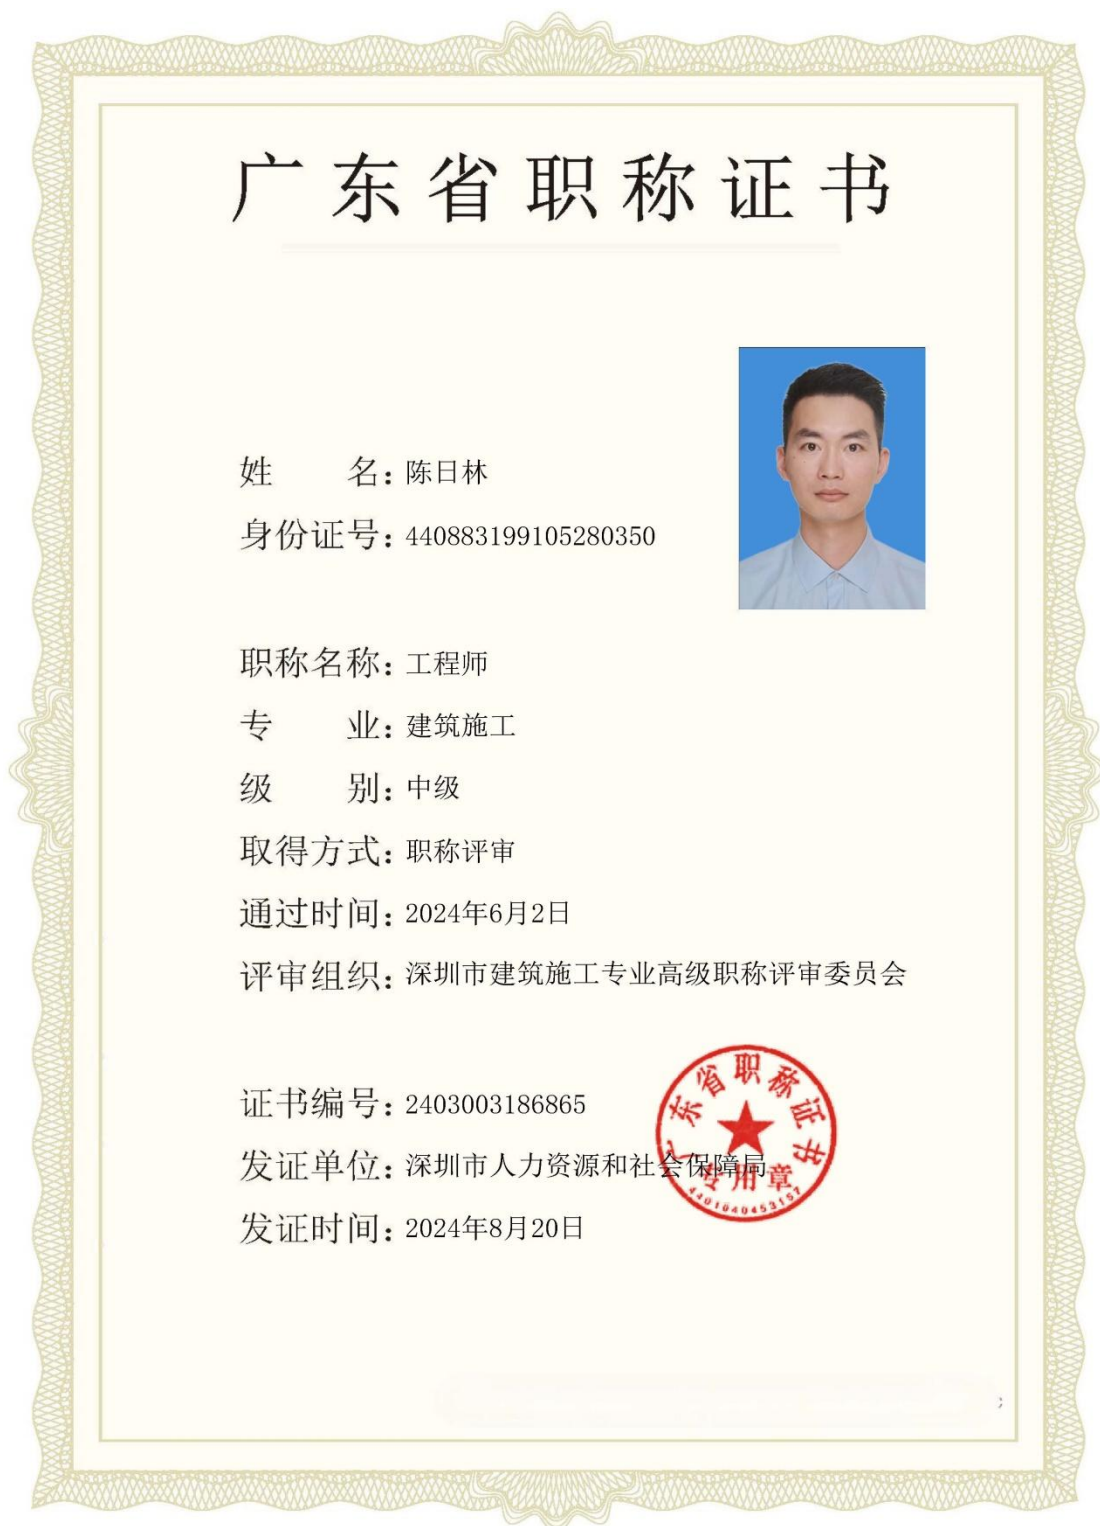 广东省职称证书
姓名：陈日林
身份证号：440883199105280350
职称名称：工程师
专业：建筑施工
级别：中级
取得方式：职称评审
通过时间：2024年6月2日
评审组织：深圳市建筑施工专业高级职称评审委员会
证书编号：2403003186865
发证单位：深圳市人力资源和社会保障局
发证时间：2024年8月20日
广东省职称证书
专用章
4401040453157